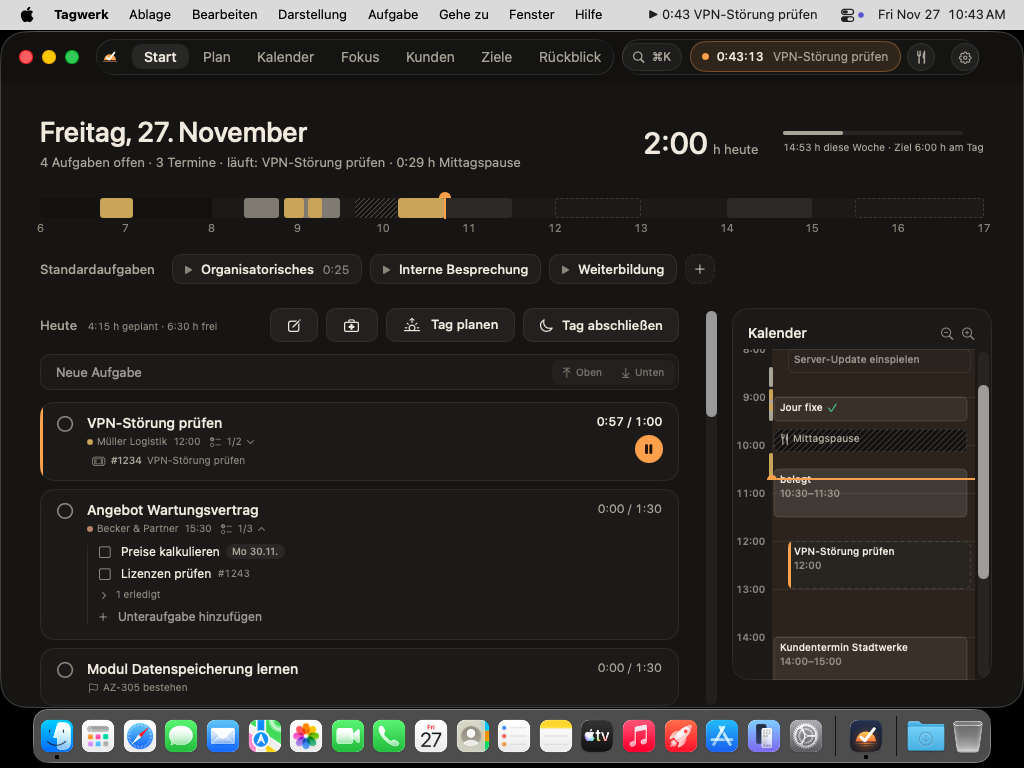 Tagwerk Ablage Bearbeiten Darstellung Aufgabe Gehe zu Fenster Hilfe 0:43 VPN-Störung prüfen Fri Nov 27 10:43 AM
Start Plan Kalender Fokus Kunden Ziele Rückblick ⌘K 0:43:13 VPN-Störung prüfen
Freitag, 27. November
4 Aufgaben offen · 3 Termine · läuft: VPN-Störung prüfen · 0:29 h Mittagspause
2:00 h heute
14:53 h diese Woche · Ziel 6:00 h am Tag
6 7 8 9 10 11 12 13 14 15 16 17
Standardaufgaben Organisatorisches 0:25 Interne Besprechung Weiterbildung +
Heute 4:15 h geplant · 6:30 h frei Tag planen Tag abschließen
Neue Aufgabe Oben Unten
VPN-Störung prüfen 0:57 / 1:00
Müller Logistik 12:00 1/2
#1234 VPN-Störung prüfen
Angebot Wartungsvertrag 0:00 / 1:30
Becker & Partner 15:30 1/3
Preise kalkulieren Mo 30.11.
Lizenzen prüfen #1243
1 erledigt
+ Unteraufgabe hinzufügen
Modul Datenspeicherung lernen 0:00 / 1:30
AZ-305 bestehen
Kalender
8:00
Server-Update einspielen
9:00
Jour fixe ✓
Mittagspause
10:00
belegt
10:30–11:30
11:00
12:00
VPN-Störung prüfen
12:00
13:00
14:00
Kundentermin Stadtwerke
14:00–15:00
Fri
27
tv